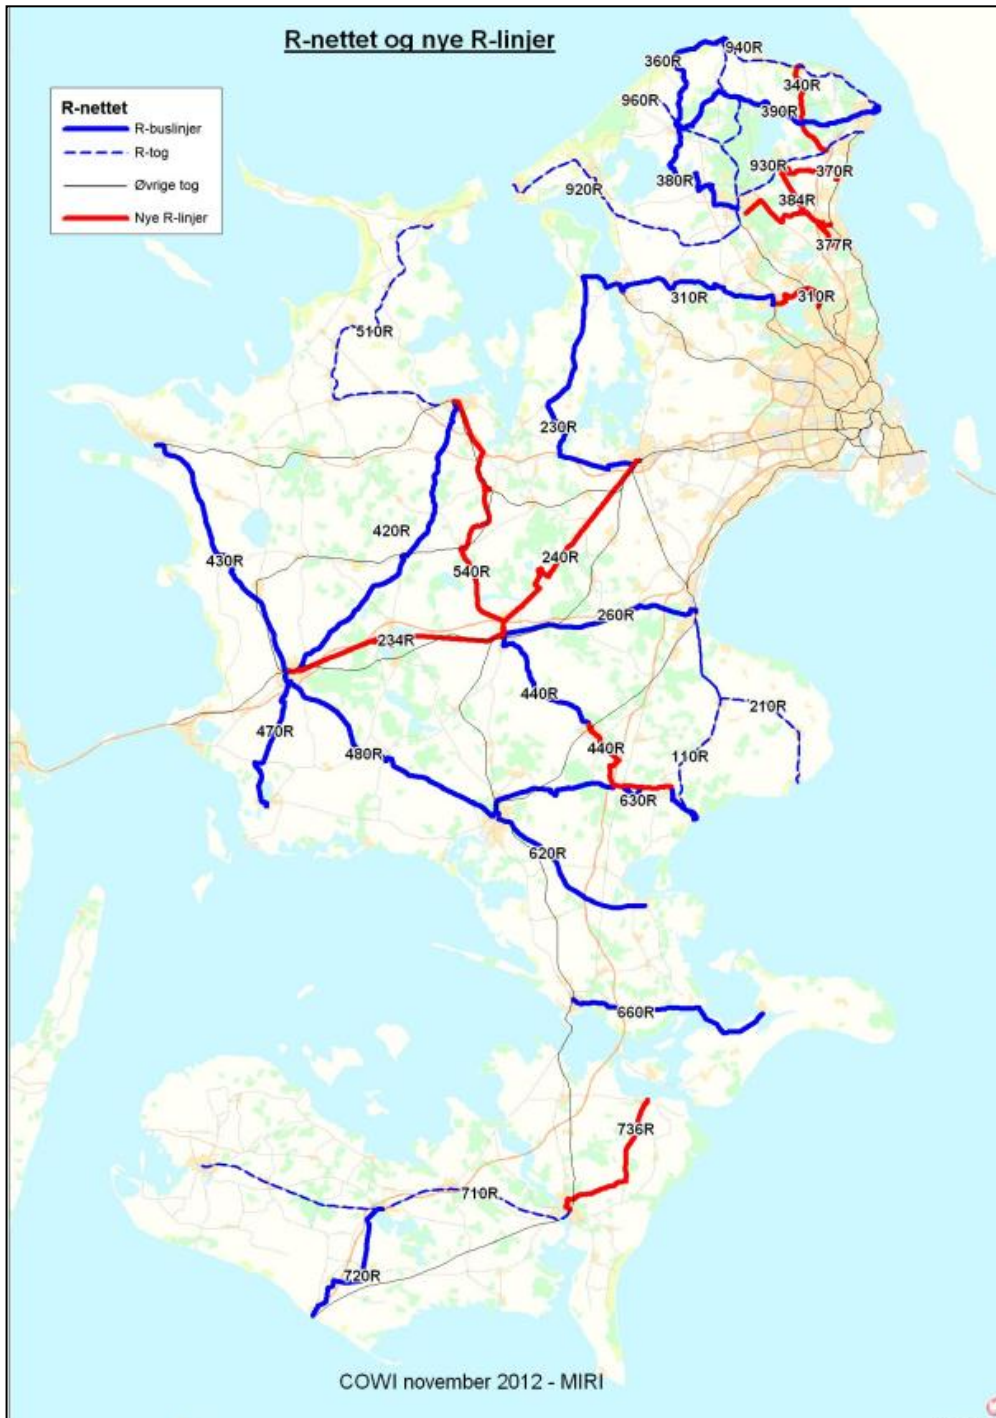 R-nettet og nye R-linjer
R-nettet
R-buslinjer
R-tog
Øvrige tog
Nye R-linjer
940R
360R
340R
960R
390R
930R
370R
380R
920R
384R
377R
310R
310R
510R
230R
420R
430R
540R
240R
260R
234R
440R
210R
470R
480R
440R
110R
630R
620R
660R
736R
710R
720R
COWI november 2012 - MIRI